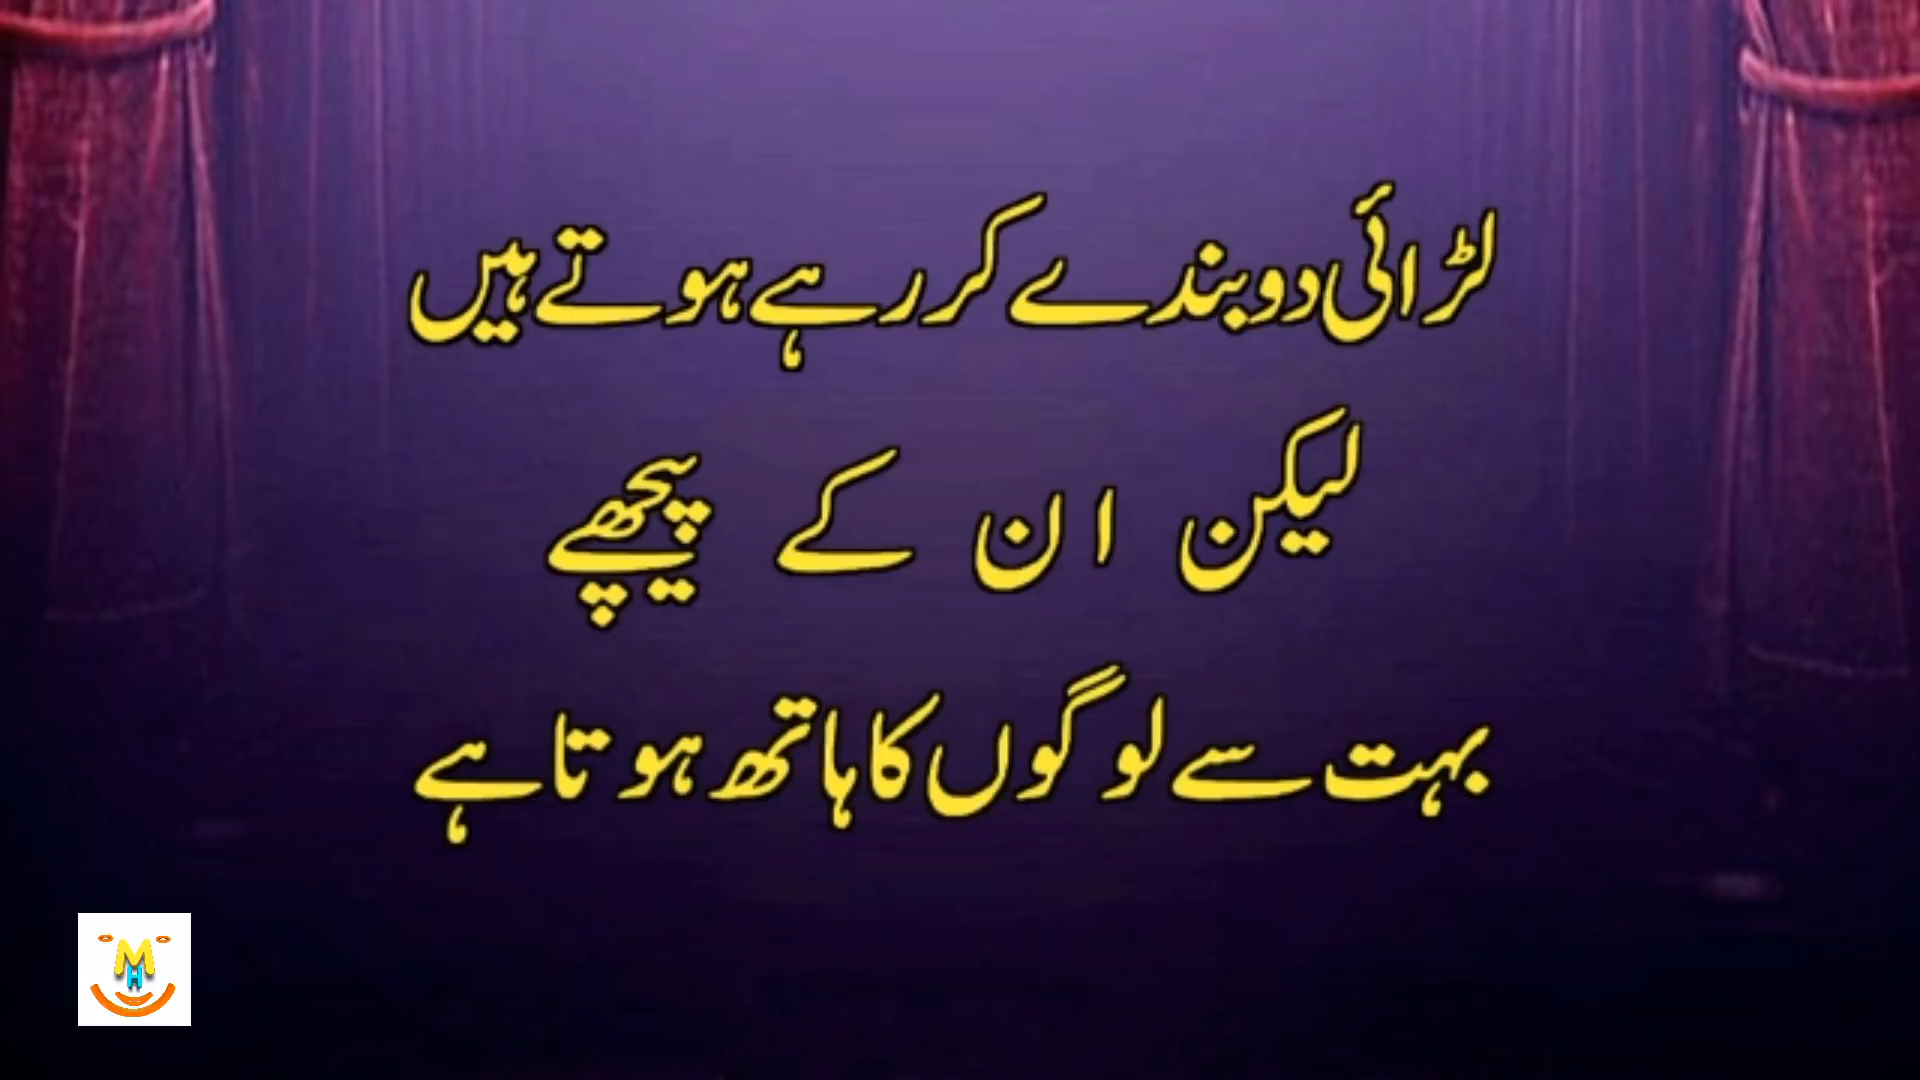 لڑائی دو بندے کر رہے ہوتے ہیں
لیکن ان کے پیچھے
بہت سے لوگوں کا ہاتھ ہوتا ہے
M
H